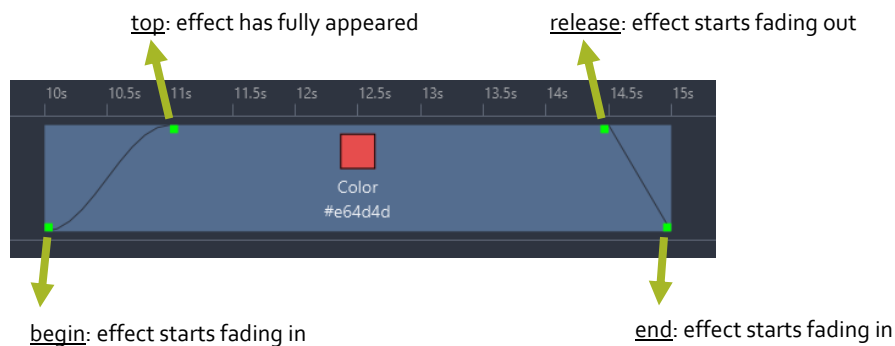 top: effect has fully appeared
release: effect starts fading out
10s 10.5s 11s 11.5s 12s 12.5s 13s 13.5s 14s 14.5s 15s
Color
#e64d4d
begin: effect starts fading in
end: effect starts fading in